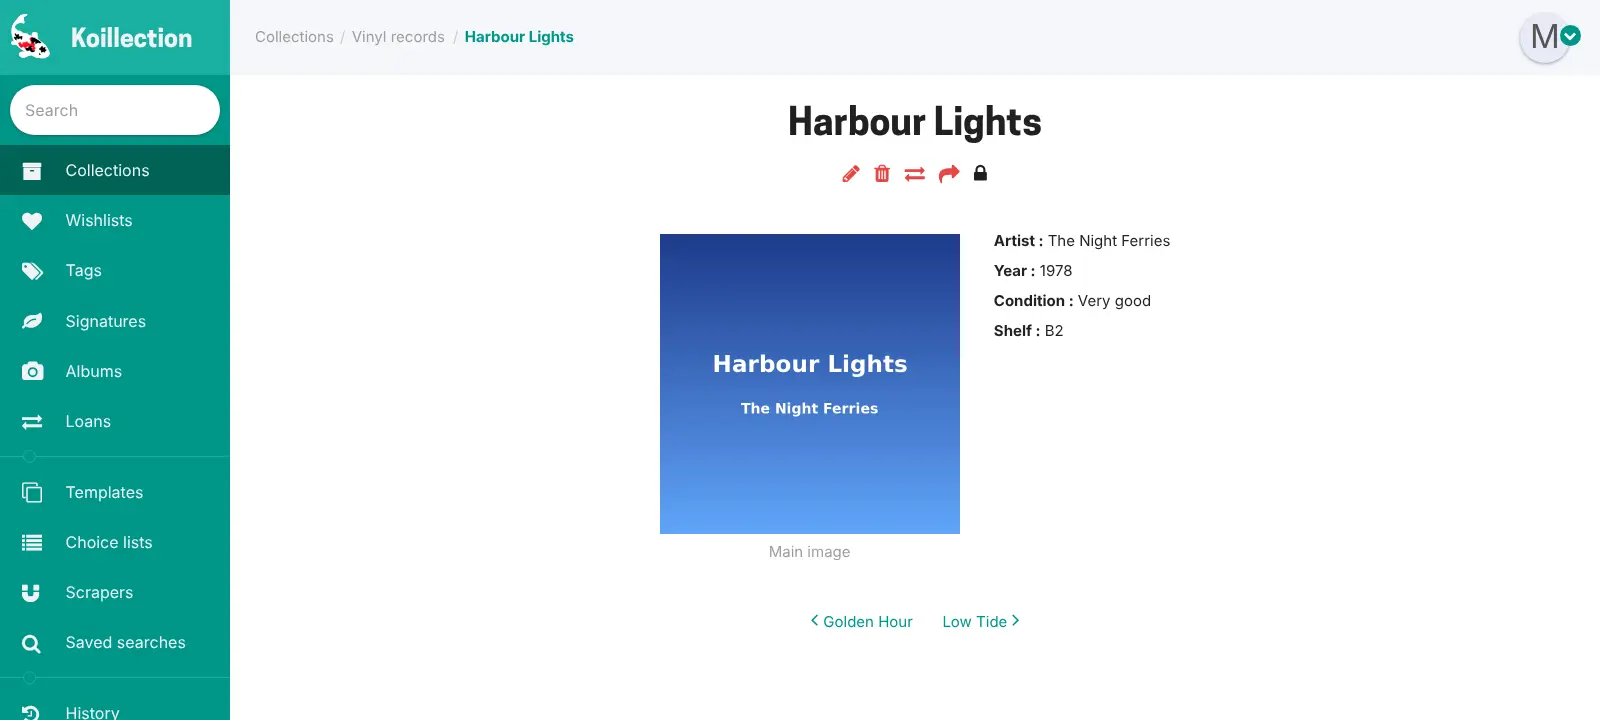 Koillection
Collections / Vinyl records / Harbour Lights
M
Search
Collections
Wishlists
Tags
Signatures
Albums
Loans
Templates
Choice lists
Scrapers
Saved searches
History
Harbour Lights
Harbour Lights
The Night Ferries
Main image
Artist : The Night Ferries
Year : 1978
Condition : Very good
Shelf : B2
Golden Hour
Low Tide